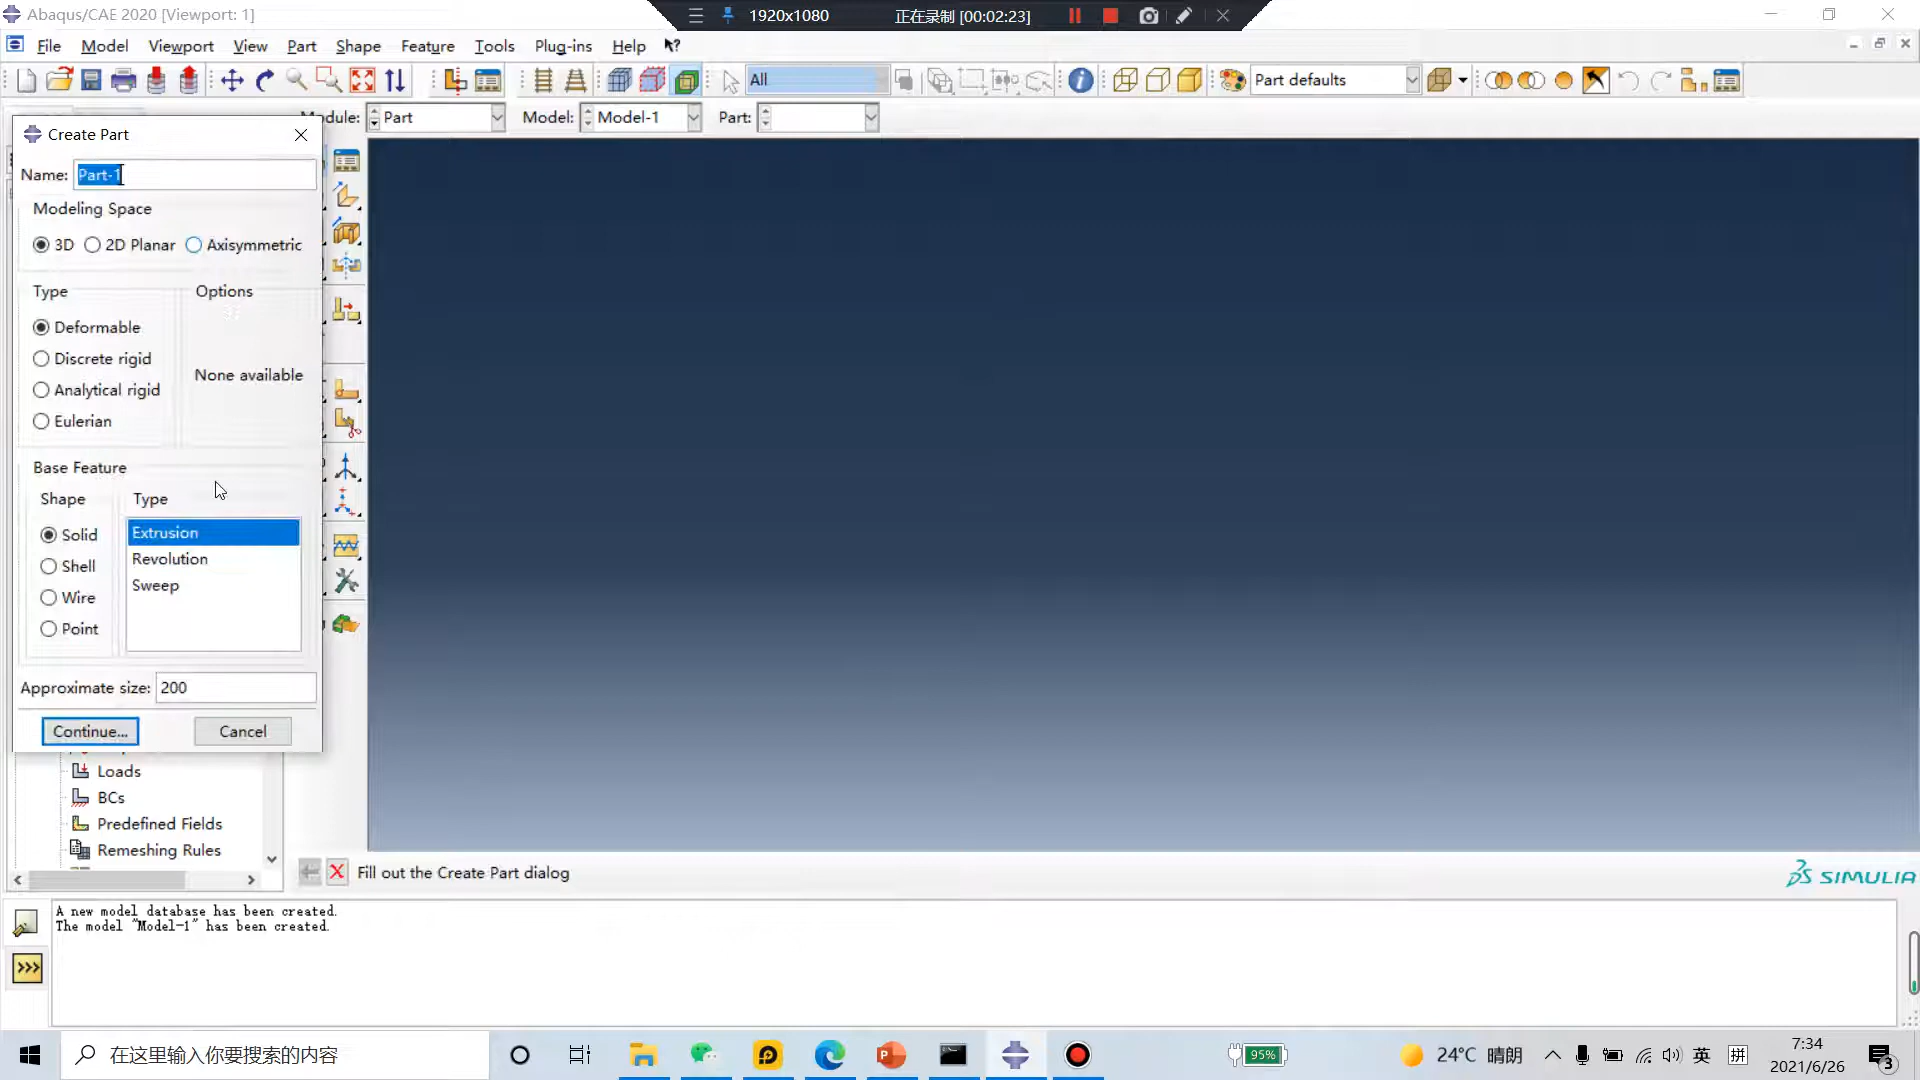 Abaqus/CAE 2020 [Viewport: 1]
1920x1080 正在录制 [00:02:23]
File Model Viewport View Part Shape Feature Tools Plug-ins Help
All Part defaults
Module: Part Model: Model-1 Part:
Create Part
Name: Part-1
Modeling Space
3D 2D Planar Axisymmetric
Type Options
Deformable
Discrete rigid
None available
Analytical rigid
Eulerian
Base Feature
Shape Type
Solid Extrusion
Shell Revolution
Wire Sweep
Point
Approximate size: 200
Continue... Cancel
Loads
BCs
Predefined Fields
Remeshing Rules
Fill out the Create Part dialog
SIMULIA
A new model database has been created.
The model "Model-1" has been created.
在这里输入你要搜索的内容
95%
24°C 晴朗
英
拼
7:34
2021/6/26
3